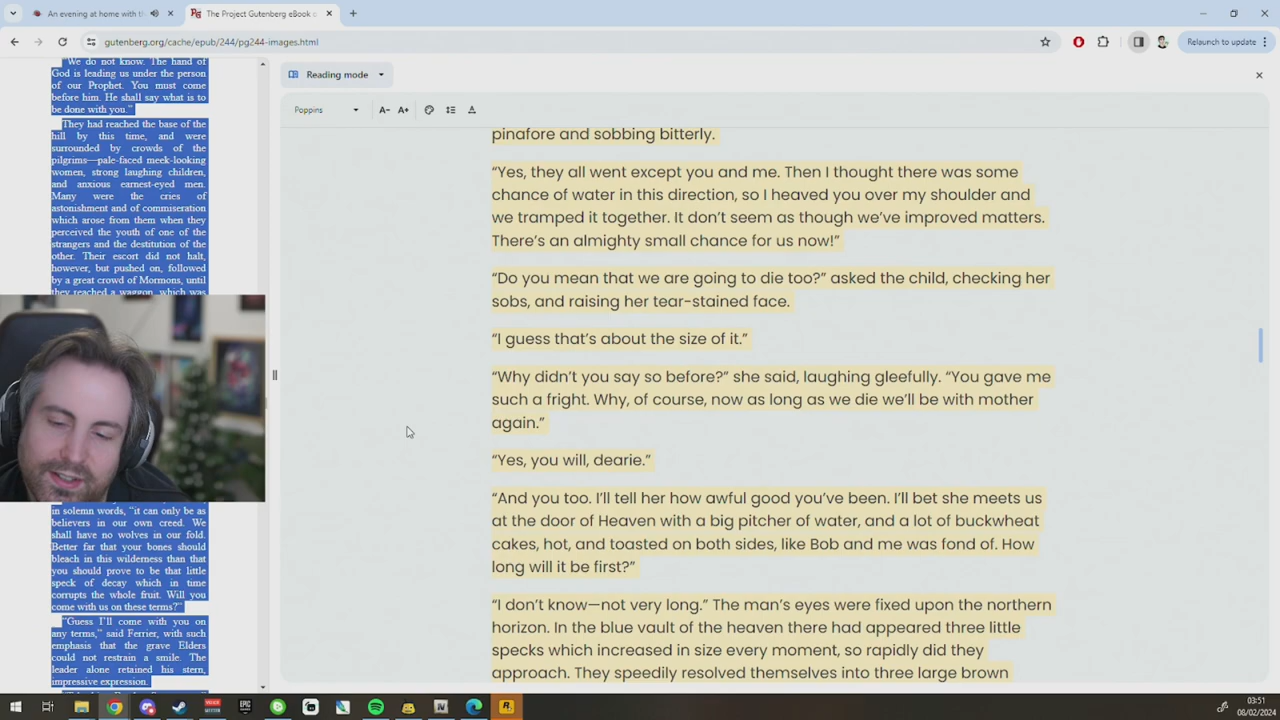 An evening at home with th
The Project Gutenberg eBook o
gutenberg.org/cache/epub/244/pg244-images.html
Relaunch to update
“We do not know. The hand of
God is leading us under the person
of our Prophet. You must come
before him. He shall say what is to
be done with you.”
They had reached the base of the
hill by this time, and were
surrounded by crowds of the
pilgrims—pale-faced meek-looking
women, strong laughing children,
and anxious earnest-eyed men.
Many were the cries of
astonishment and of commiseration
which arose from them when they
perceived the youth of one of the
strangers and the destitution of the
other. Their escort did not halt,
however, but pushed on, followed
by a great crowd of Mormons, until
they reached a waggon, which was
in solemn words, “it can only be as
believers in our own creed. We
shall have no wolves in our fold.
Better far that your bones should
bleach in this wilderness than that
you should prove to be that little
speck of decay which in time
corrupts the whole fruit. Will you
come with us on these terms?”
“Guess I’ll come with you on
any terms,” said Ferrier, with such
emphasis that the grave Elders
could not restrain a smile. The
leader alone retained his stern,
impressive expression.
Reading mode
Poppins
A- A+
pinafore and sobbing bitterly.
“Yes, they all went except you and me. Then I thought there was some
chance of water in this direction, so I heaved you over my shoulder and
we tramped it together. It don’t seem as though we’ve improved matters.
There’s an almighty small chance for us now!”
“Do you mean that we are going to die too?” asked the child, checking her
sobs, and raising her tear-stained face.
“I guess that’s about the size of it.”
“Why didn’t you say so before?” she said, laughing gleefully. “You gave me
such a fright. Why, of course, now as long as we die we’ll be with mother
again.”
“Yes, you will, dearie.”
“And you too. I’ll tell her how awful good you’ve been. I’ll bet she meets us
at the door of Heaven with a big pitcher of water, and a lot of buckwheat
cakes, hot, and toasted on both sides, like Bob and me was fond of. How
long will it be first?”
“I don’t know—not very long.” The man’s eyes were fixed upon the northern
horizon. In the blue vault of the heaven there had appeared three little
specks which increased in size every moment, so rapidly did they
approach. They speedily resolved themselves into three large brown
03:51
08/02/2024